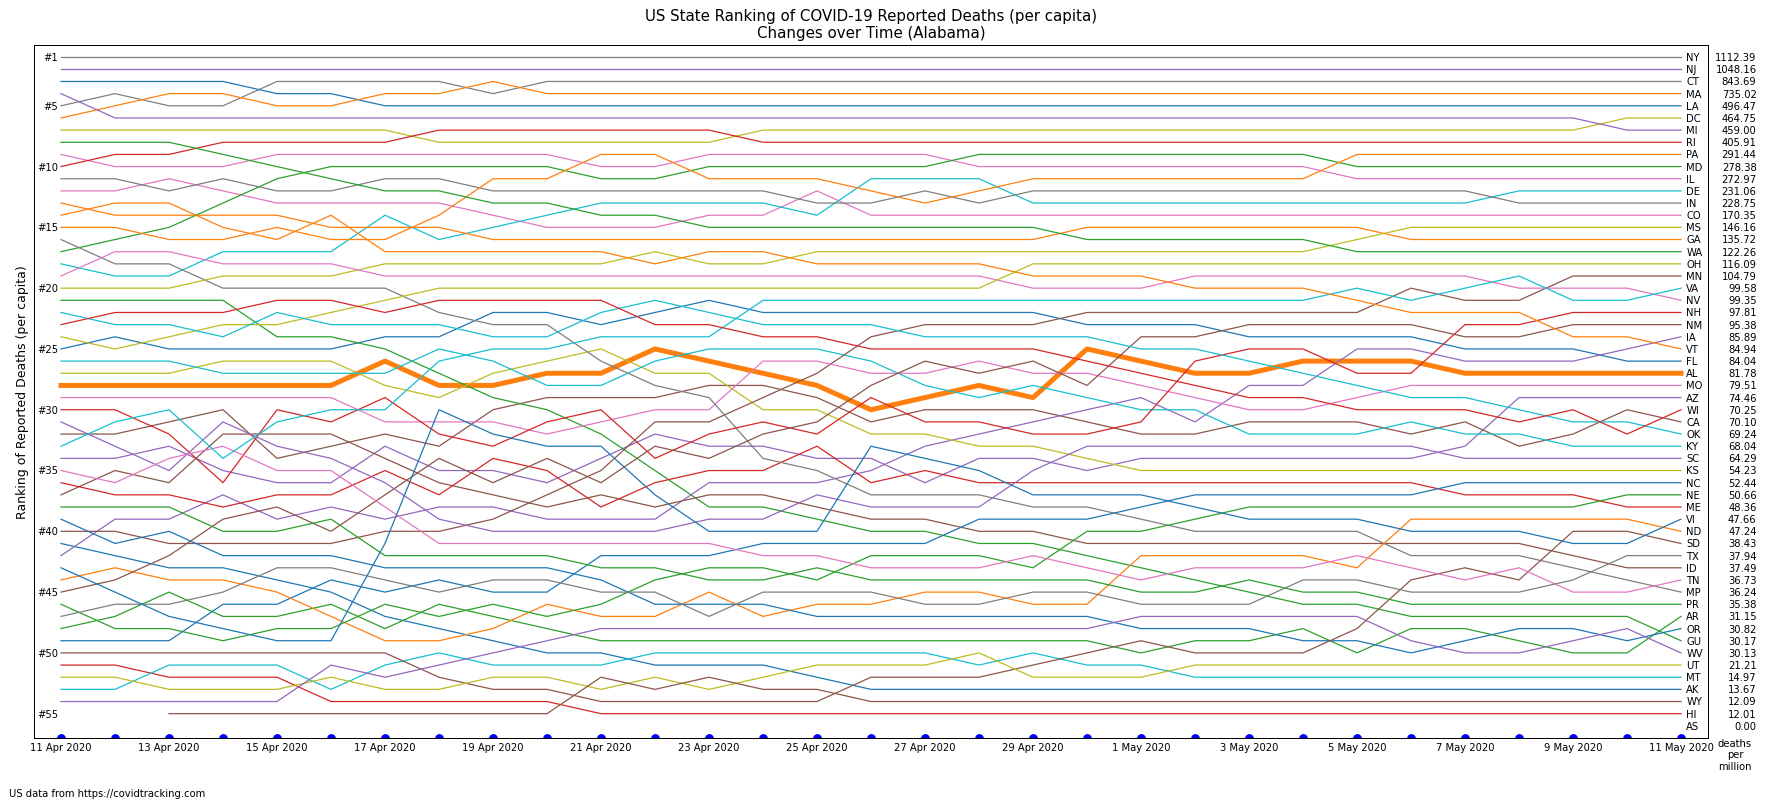 US State Ranking of COVID-19 Reported Deaths (per capita)
Changes over Time (Alabama)
Ranking of Reported Deaths (per capita)
#1
#5
#10
#15
#20
#25
#30
#35
#40
#45
#50
#55
NY 1112.39
NJ 1048.16
CT 843.69
MA 735.02
LA 496.47
DC 464.75
MI 459.00
RI 405.91
PA 291.44
MD 278.38
IL 272.97
DE 231.06
IN 228.75
CO 170.35
MS 146.16
GA 135.72
WA 122.26
OH 116.09
MN 104.79
VA 99.58
NV 99.35
NH 97.81
NM 95.38
IA 85.89
VT 84.94
FL 84.04
AL 81.78
MO 79.51
AZ 74.46
WI 70.25
CA 70.10
OK 69.24
KY 68.04
SC 64.29
KS 54.23
NC 52.44
NE 50.66
ME 48.36
VI 47.66
ND 47.24
SD 38.43
TX 37.94
ID 37.49
TN 36.73
MP 36.24
PR 35.38
AR 31.15
OR 30.82
GU 30.17
WV 30.13
UT 21.21
MT 14.97
AK 13.67
WY 12.09
HI 12.01
AS 0.00
11 Apr 2020 13 Apr 2020 15 Apr 2020 17 Apr 2020 19 Apr 2020 21 Apr 2020 23 Apr 2020 25 Apr 2020 27 Apr 2020 29 Apr 2020 1 May 2020 3 May 2020 5 May 2020 7 May 2020 9 May 2020 11 May 2020
deaths
per
million
US data from https://covidtracking.com